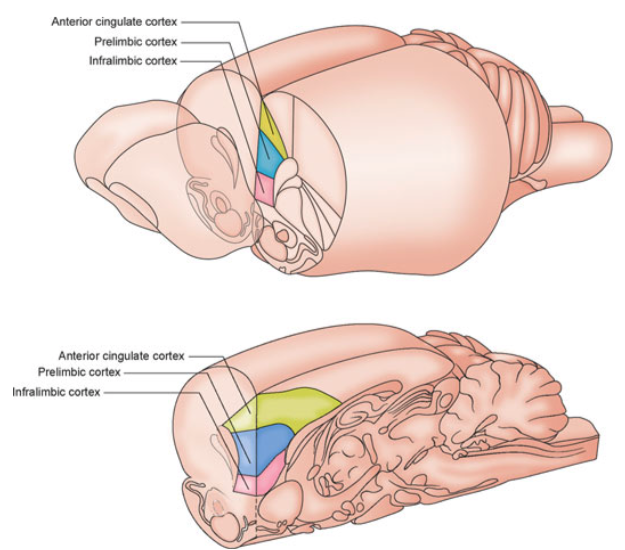 Anterior cingulate cortex
Prelimbic cortex
Infralimbic cortex
Anterior cingulate cortex
Prelimbic cortex
Infralimbic cortex